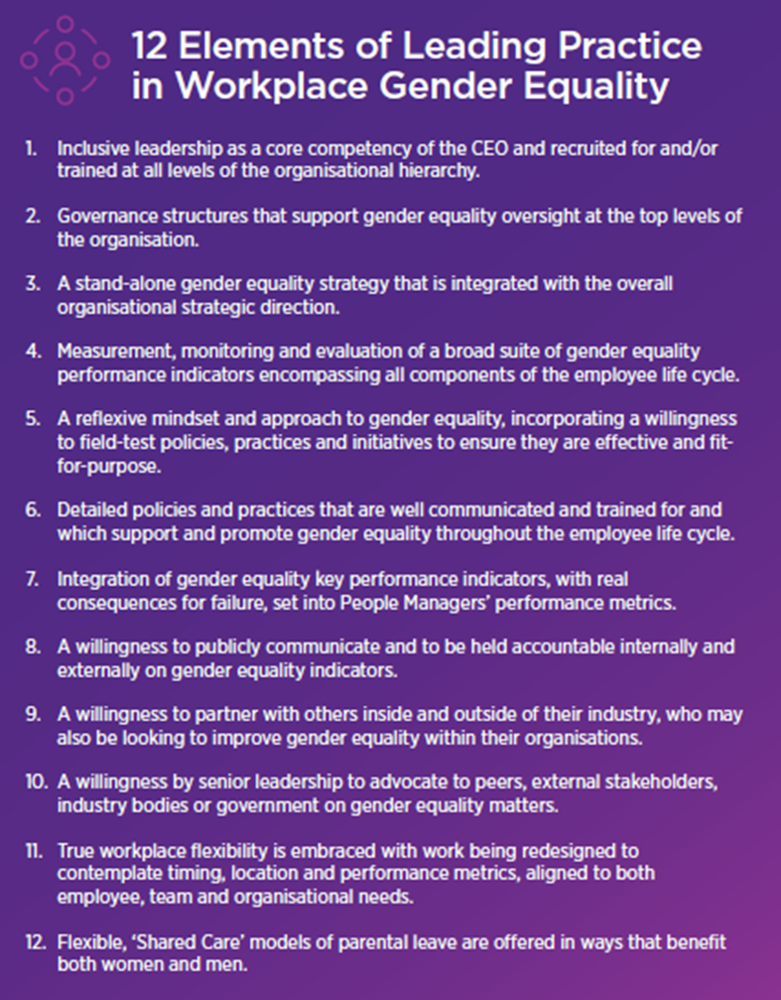 12 Elements of Leading Practice
in Workplace Gender Equality
1. Inclusive leadership as a core competency of the CEO and recruited for and/or
trained at all levels of the organisational hierarchy.
2. Governance structures that support gender equality oversight at the top levels of
the organisation.
3. A stand-alone gender equality strategy that is integrated with the overall
organisational strategic direction.
4. Measurement, monitoring and evaluation of a broad suite of gender equality
performance indicators encompassing all components of the employee life cycle.
5. A reflexive mindset and approach to gender equality, incorporating a willingness
to field-test policies, practices and initiatives to ensure they are effective and fit-
for-purpose.
6. Detailed policies and practices that are well communicated and trained for and
which support and promote gender equality throughout the employee life cycle.
7. Integration of gender equality key performance indicators, with real
consequences for failure, set into People Managers’ performance metrics.
8. A willingness to publicly communicate and to be held accountable internally and
externally on gender equality indicators.
9. A willingness to partner with others inside and outside of their industry, who may
also be looking to improve gender equality within their organisations.
10. A willingness by senior leadership to advocate to peers, external stakeholders,
industry bodies or government on gender equality matters.
11. True workplace flexibility is embraced with work being redesigned to
contemplate timing, location and performance metrics, aligned to both
employee, team and organisational needs.
12. Flexible, ‘Shared Care’ models of parental leave are offered in ways that benefit
both women and men.